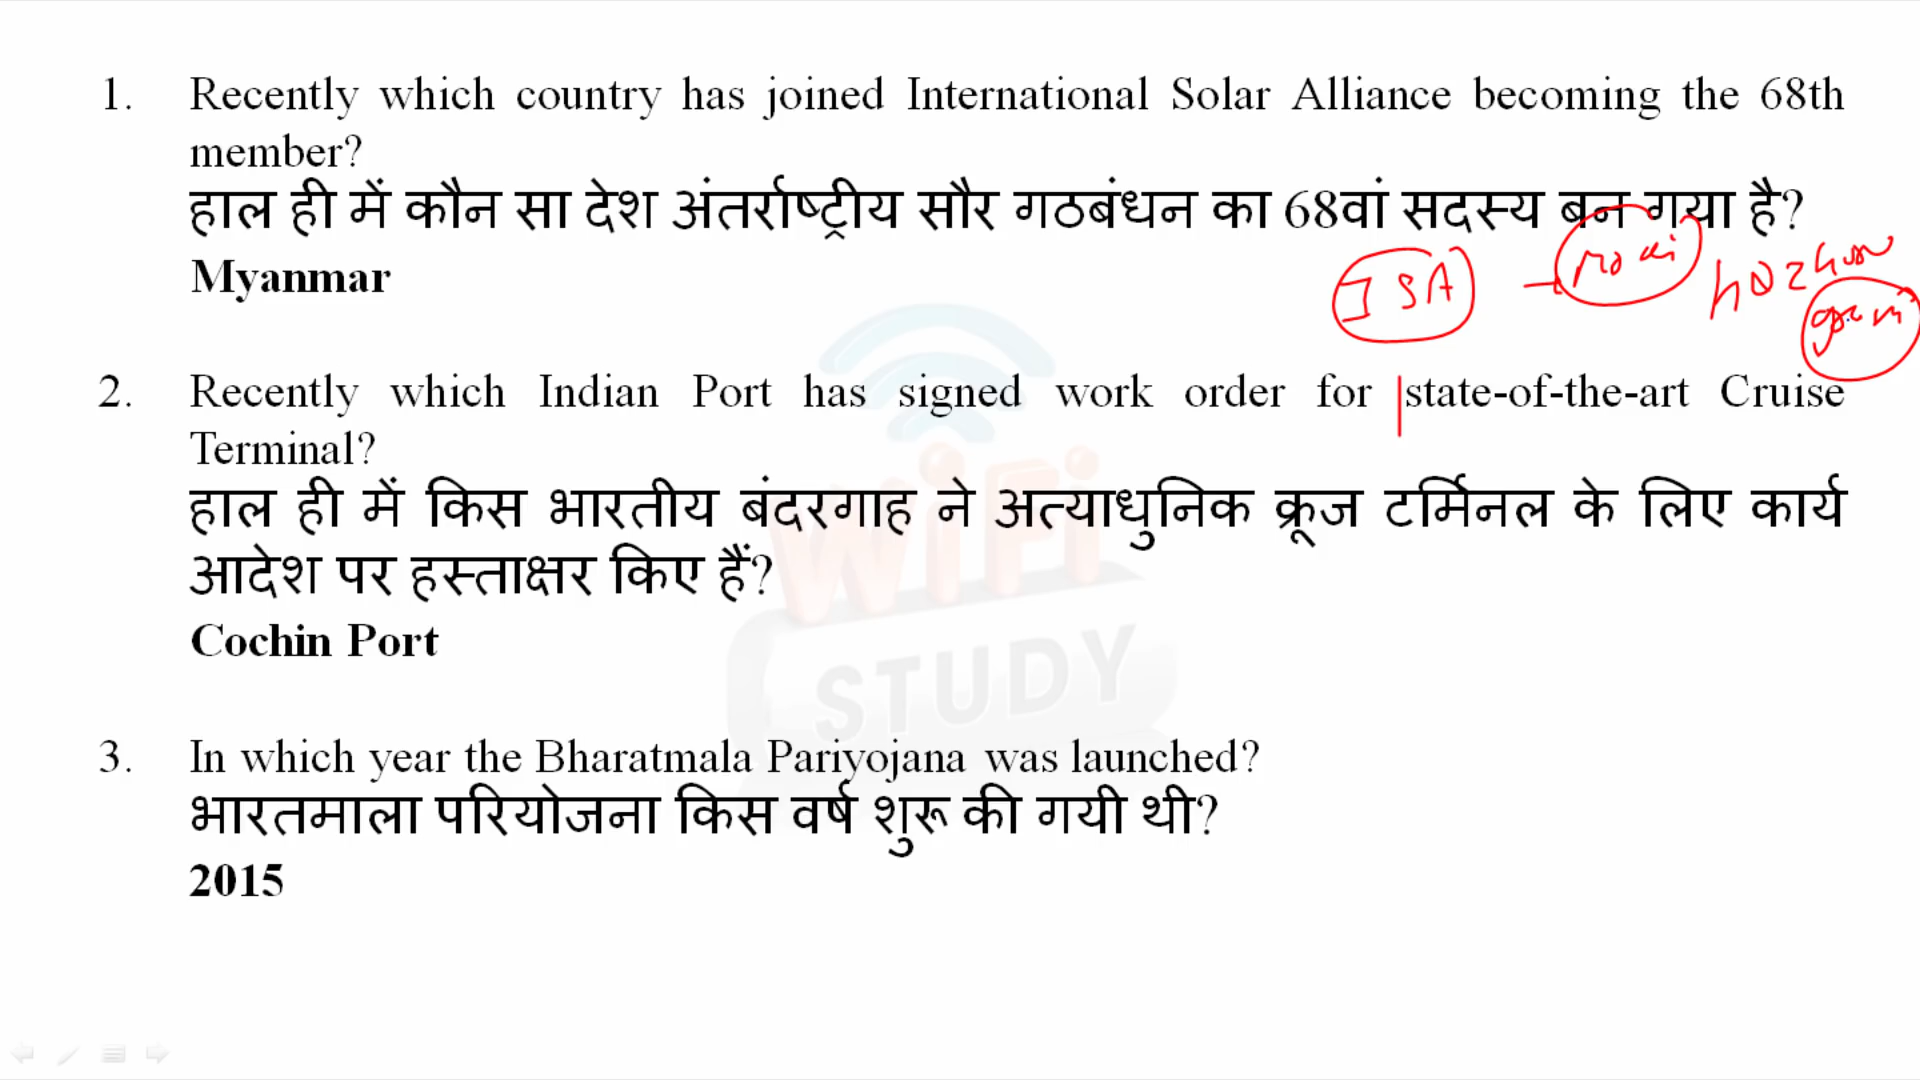 1. Recently which country has joined International Solar Alliance becoming the 68th
member?
हाल ही में कौन सा देश अंतर्राष्ट्रीय सौर गठबंधन का 68वां सदस्य बन गया है?
Myanmar
ISA
2. Recently which Indian Port has signed work order for state-of-the-art Cruise
Terminal?
हाल ही में किस भारतीय बंदरगाह ने अत्याधुनिक क्रूज टर्मिनल के लिए कार्य
आदेश पर हस्ताक्षर किए हैं?
Cochin Port
WiFi
STUDY
3. In which year the Bharatmala Pariyojana was launched?
भारतमाला परियोजना किस वर्ष शुरू की गयी थी?
2015